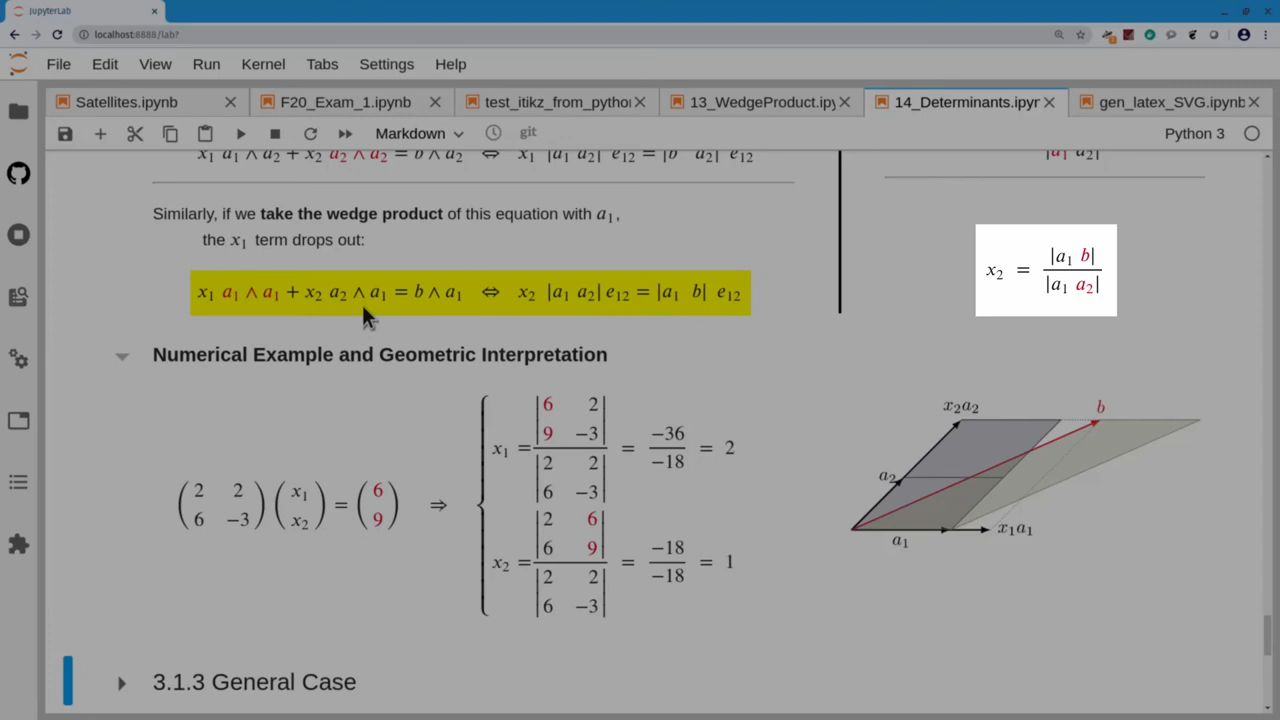 JupyterLab
localhost:8888/lab?
File Edit View Run Kernel Tabs Settings Help
Satellites.ipynb F20_Exam_1.ipynb test_itikz_from_pythor 13_WedgeProduct.ipy 14_Determinants.ipyr gen_latex_SVG.ipynb
Markdown git Python 3
x₁ a₁ ∧ a₂ + x₂ a₂ ∧ a₂ = b ∧ a₂ ⇔ x₁ |a₁ a₂| e₁₂ = |b a₂| e₁₂
|a₁ a₂|
Similarly, if we take the wedge product of this equation with a₁,
the x₁ term drops out:
x₁ a₁ ∧ a₁ + x₂ a₂ ∧ a₁ = b ∧ a₁ ⇔ x₂ |a₁ a₂| e₁₂ = |a₁ b| e₁₂
x₂ = |a₁ b| / |a₁ a₂|
Numerical Example and Geometric Interpretation
(2 2; 6 −3) (x₁; x₂) = (6; 9) ⇒
x₁ = |6 2; 9 −3| / |2 2; 6 −3| = −36 / −18 = 2
x₂ = |2 6; 6 9| / |2 2; 6 −3| = −18 / −18 = 1
x₂a₂ b
a₂
a₁ x₁a₁
3.1.3 General Case